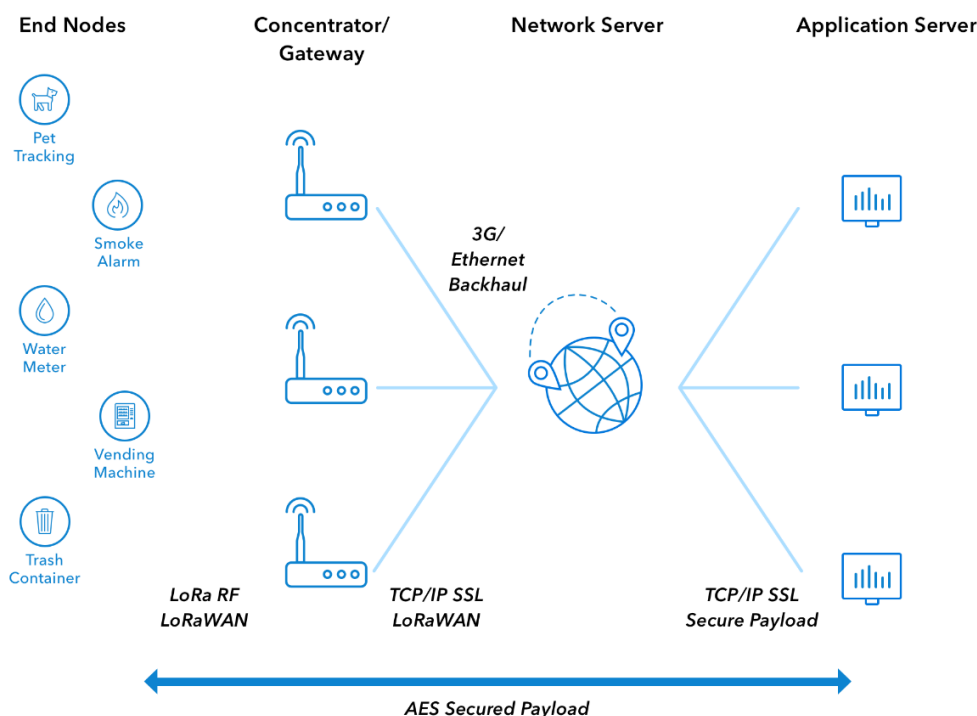 End Nodes
Concentrator/
Gateway
Network Server
Application Server
Pet
Tracking
Smoke
Alarm
Water
Meter
Vending
Machine
Trash
Container
3G/
Ethernet
Backhaul
LoRa RF
LoRaWAN
TCP/IP SSL
LoRaWAN
TCP/IP SSL
Secure Payload
AES Secured Payload